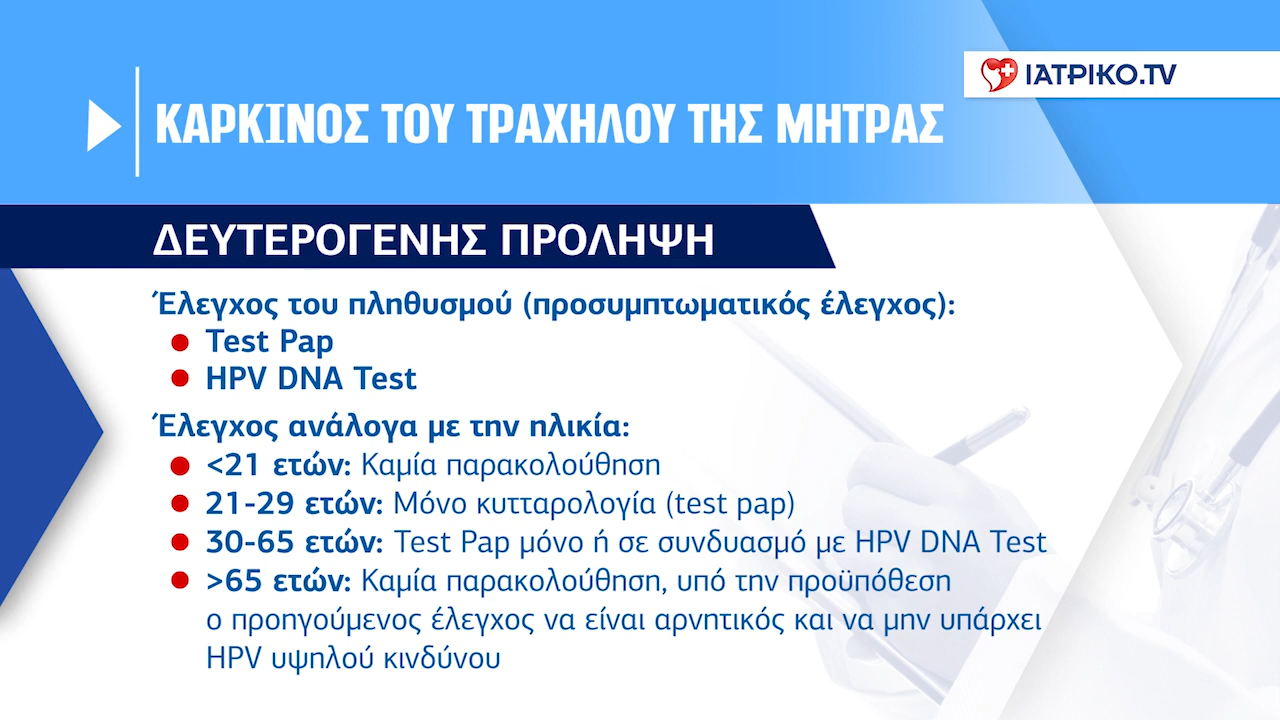 ΙΑΤΡΙΚΟ.TV
ΚΑΡΚΙΝΟΣ ΤΟΥ ΤΡΑΧΗΛΟΥ ΤΗΣ ΜΗΤΡΑΣ
ΔΕΥΤΕΡΟΓΕΝΗΣ ΠΡΟΛΗΨΗ
Έλεγχος του πληθυσμού (προσυμπτωματικός έλεγχος):
Test Pap
HPV DNA Test
Έλεγχος ανάλογα με την ηλικία:
<21 ετών: Καμία παρακολούθηση
21-29 ετών: Μόνο κυτταρολογία (test pap)
30-65 ετών: Test Pap μόνο ή σε συνδυασμό με HPV DNA Test
>65 ετών: Καμία παρακολούθηση, υπό την προϋπόθεση
ο προηγούμενος έλεγχος να είναι αρνητικός και να μην υπάρχει
HPV υψηλού κινδύνου